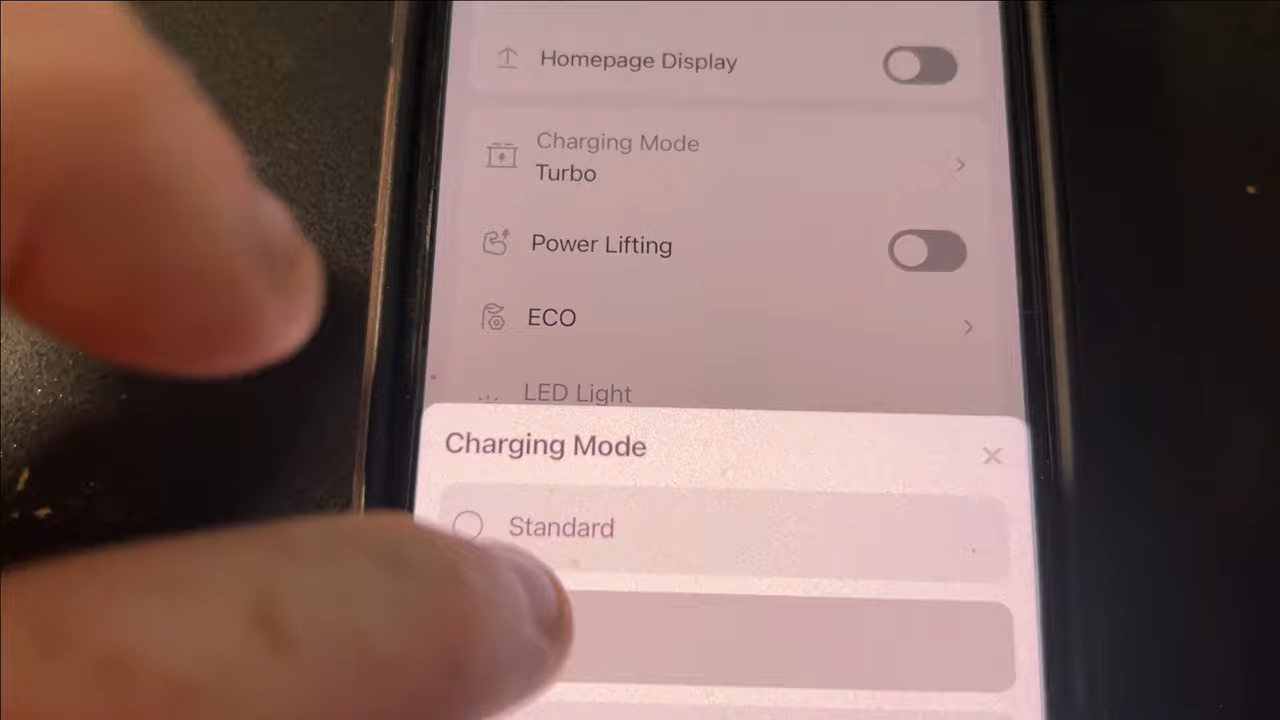 Homepage Display
Charging Mode
Turbo
Power Lifting
ECO
LED Light
Charging Mode
Standard